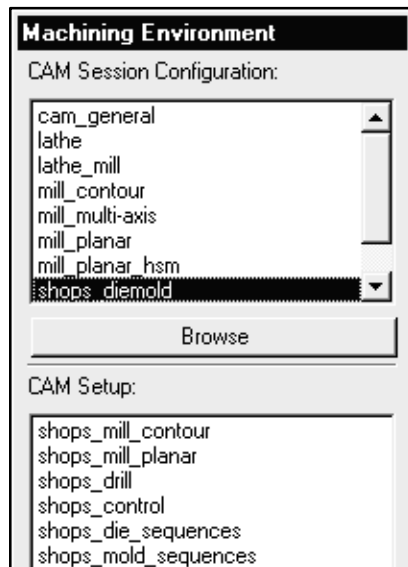 Machining Environment
CAM Session Configuration:
cam_general
lathe
lathe_mill
mill_contour
mill_multi-axis
mill_planar
mill_planar_hsm
shops_diemold
Browse
CAM Setup:
shops_mill_contour
shops_mill_planar
shops_drill
shops_control
shops_die_sequences
shops_mold_sequences